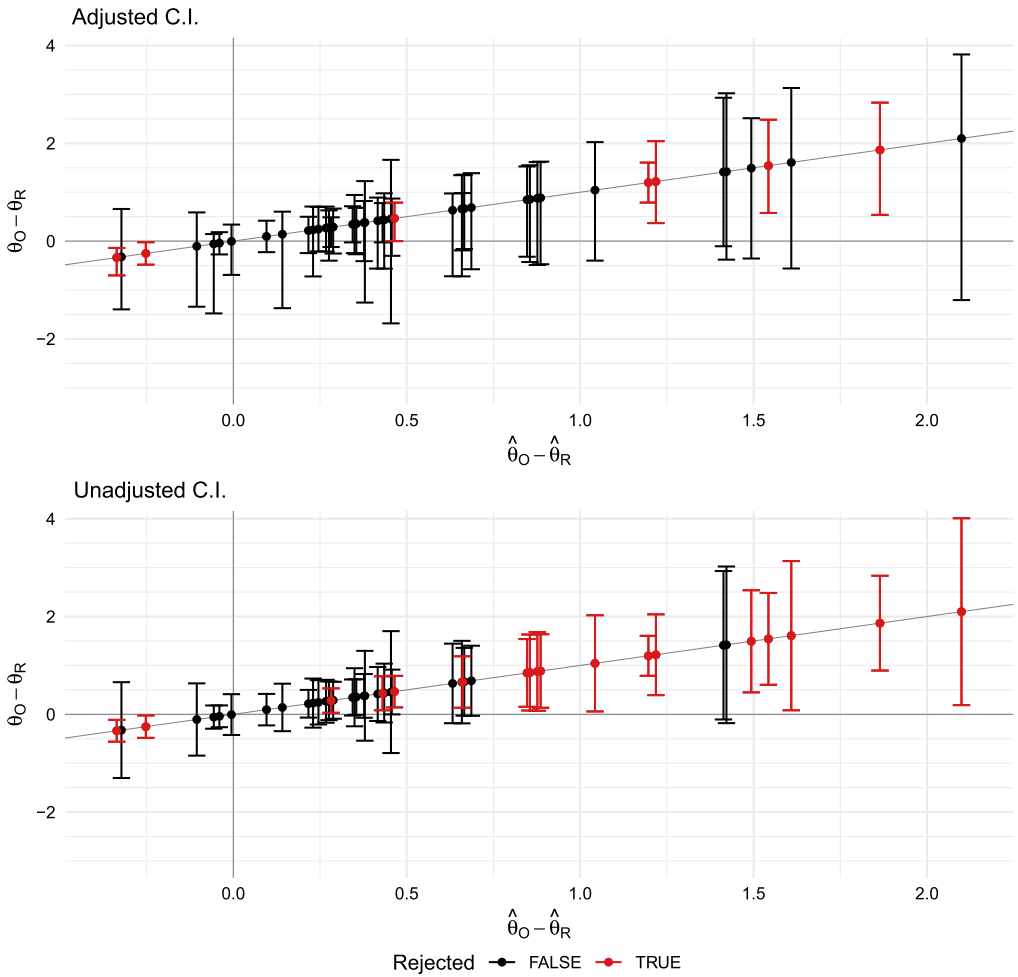 Adjusted C.I.
4
2
0
−2
θO − θR
0.0 0.5 1.0 1.5 2.0
θ̂O − θ̂R
Unadjusted C.I.
4
2
0
−2
θO − θR
0.0 0.5 1.0 1.5 2.0
θ̂O − θ̂R
Rejected FALSE TRUE